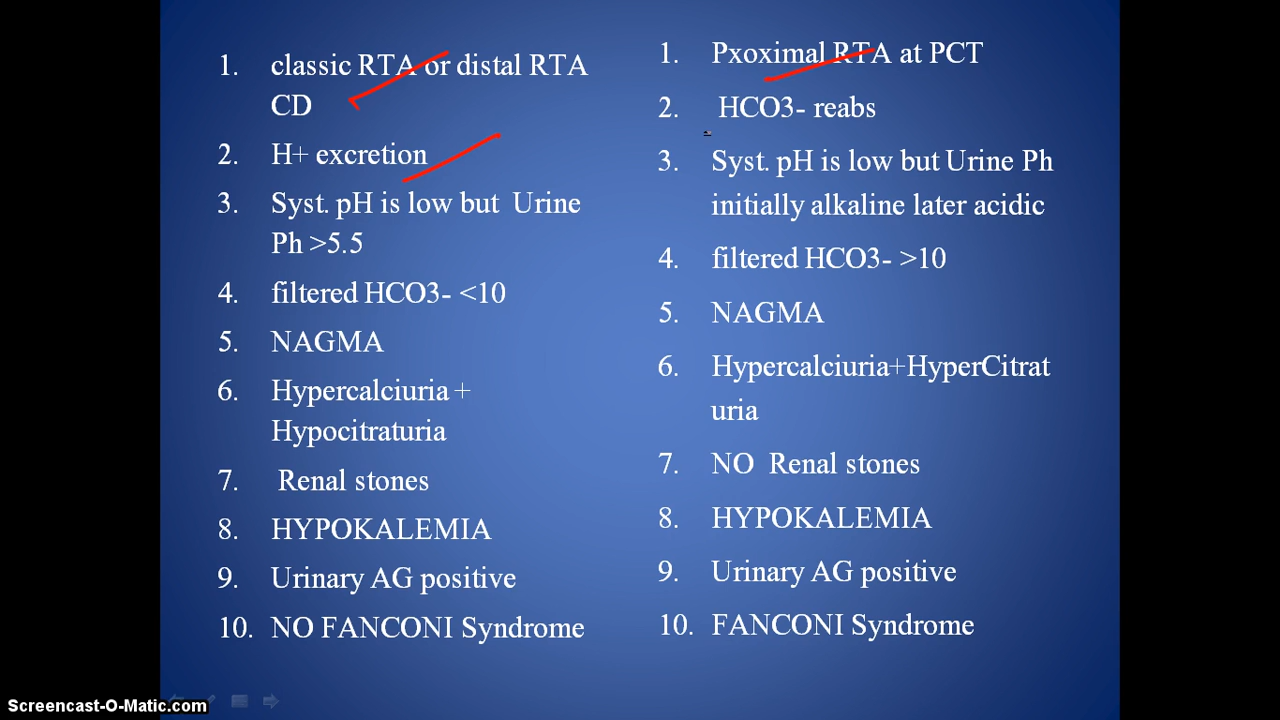 1. classic RTA or distal RTA
CD
2. H+ excretion
3. Syst. pH is low but Urine
Ph >5.5
4. filtered HCO3- <10
5. NAGMA
6. Hypercalciuria +
Hypocitraturia
7. Renal stones
8. HYPOKALEMIA
9. Urinary AG positive
10. NO FANCONI Syndrome
1. Pxoximal RTA at PCT
2. HCO3- reabs
3. Syst. pH is low but Urine Ph
initially alkaline later acidic
4. filtered HCO3- >10
5. NAGMA
6. Hypercalciuria+HyperCitrat
uria
7. NO Renal stones
8. HYPOKALEMIA
9. Urinary AG positive
10. FANCONI Syndrome
Screencast-O-Matic.com